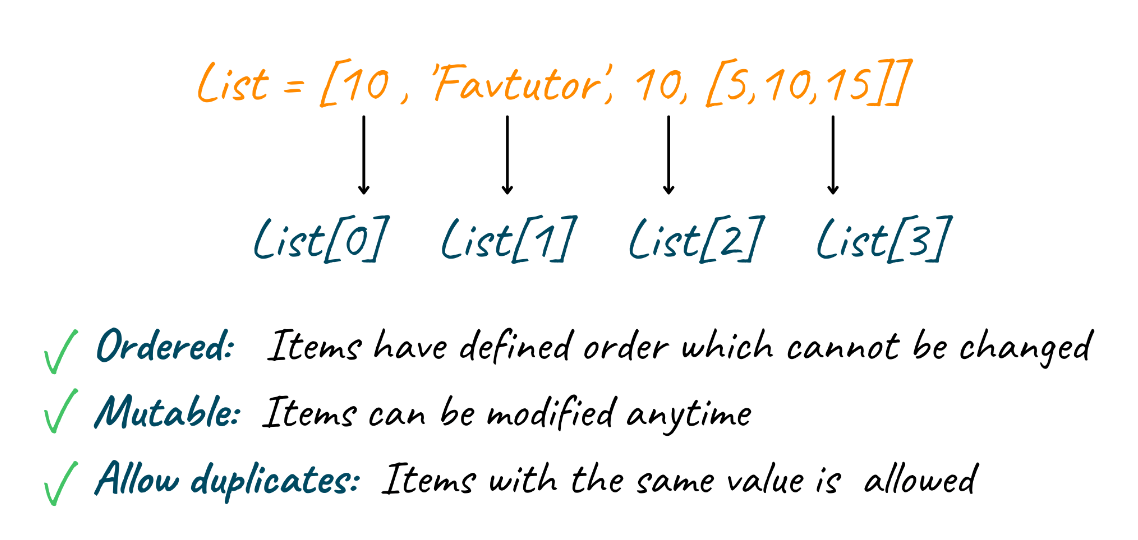 List = [10 , 'Favtutor', 10, [5,10,15]]
List[0] List[1] List[2] List[3]
Ordered: Items have defined order which cannot be changed
Mutable: Items can be modified anytime
Allow duplicates: Items with the same value is allowed